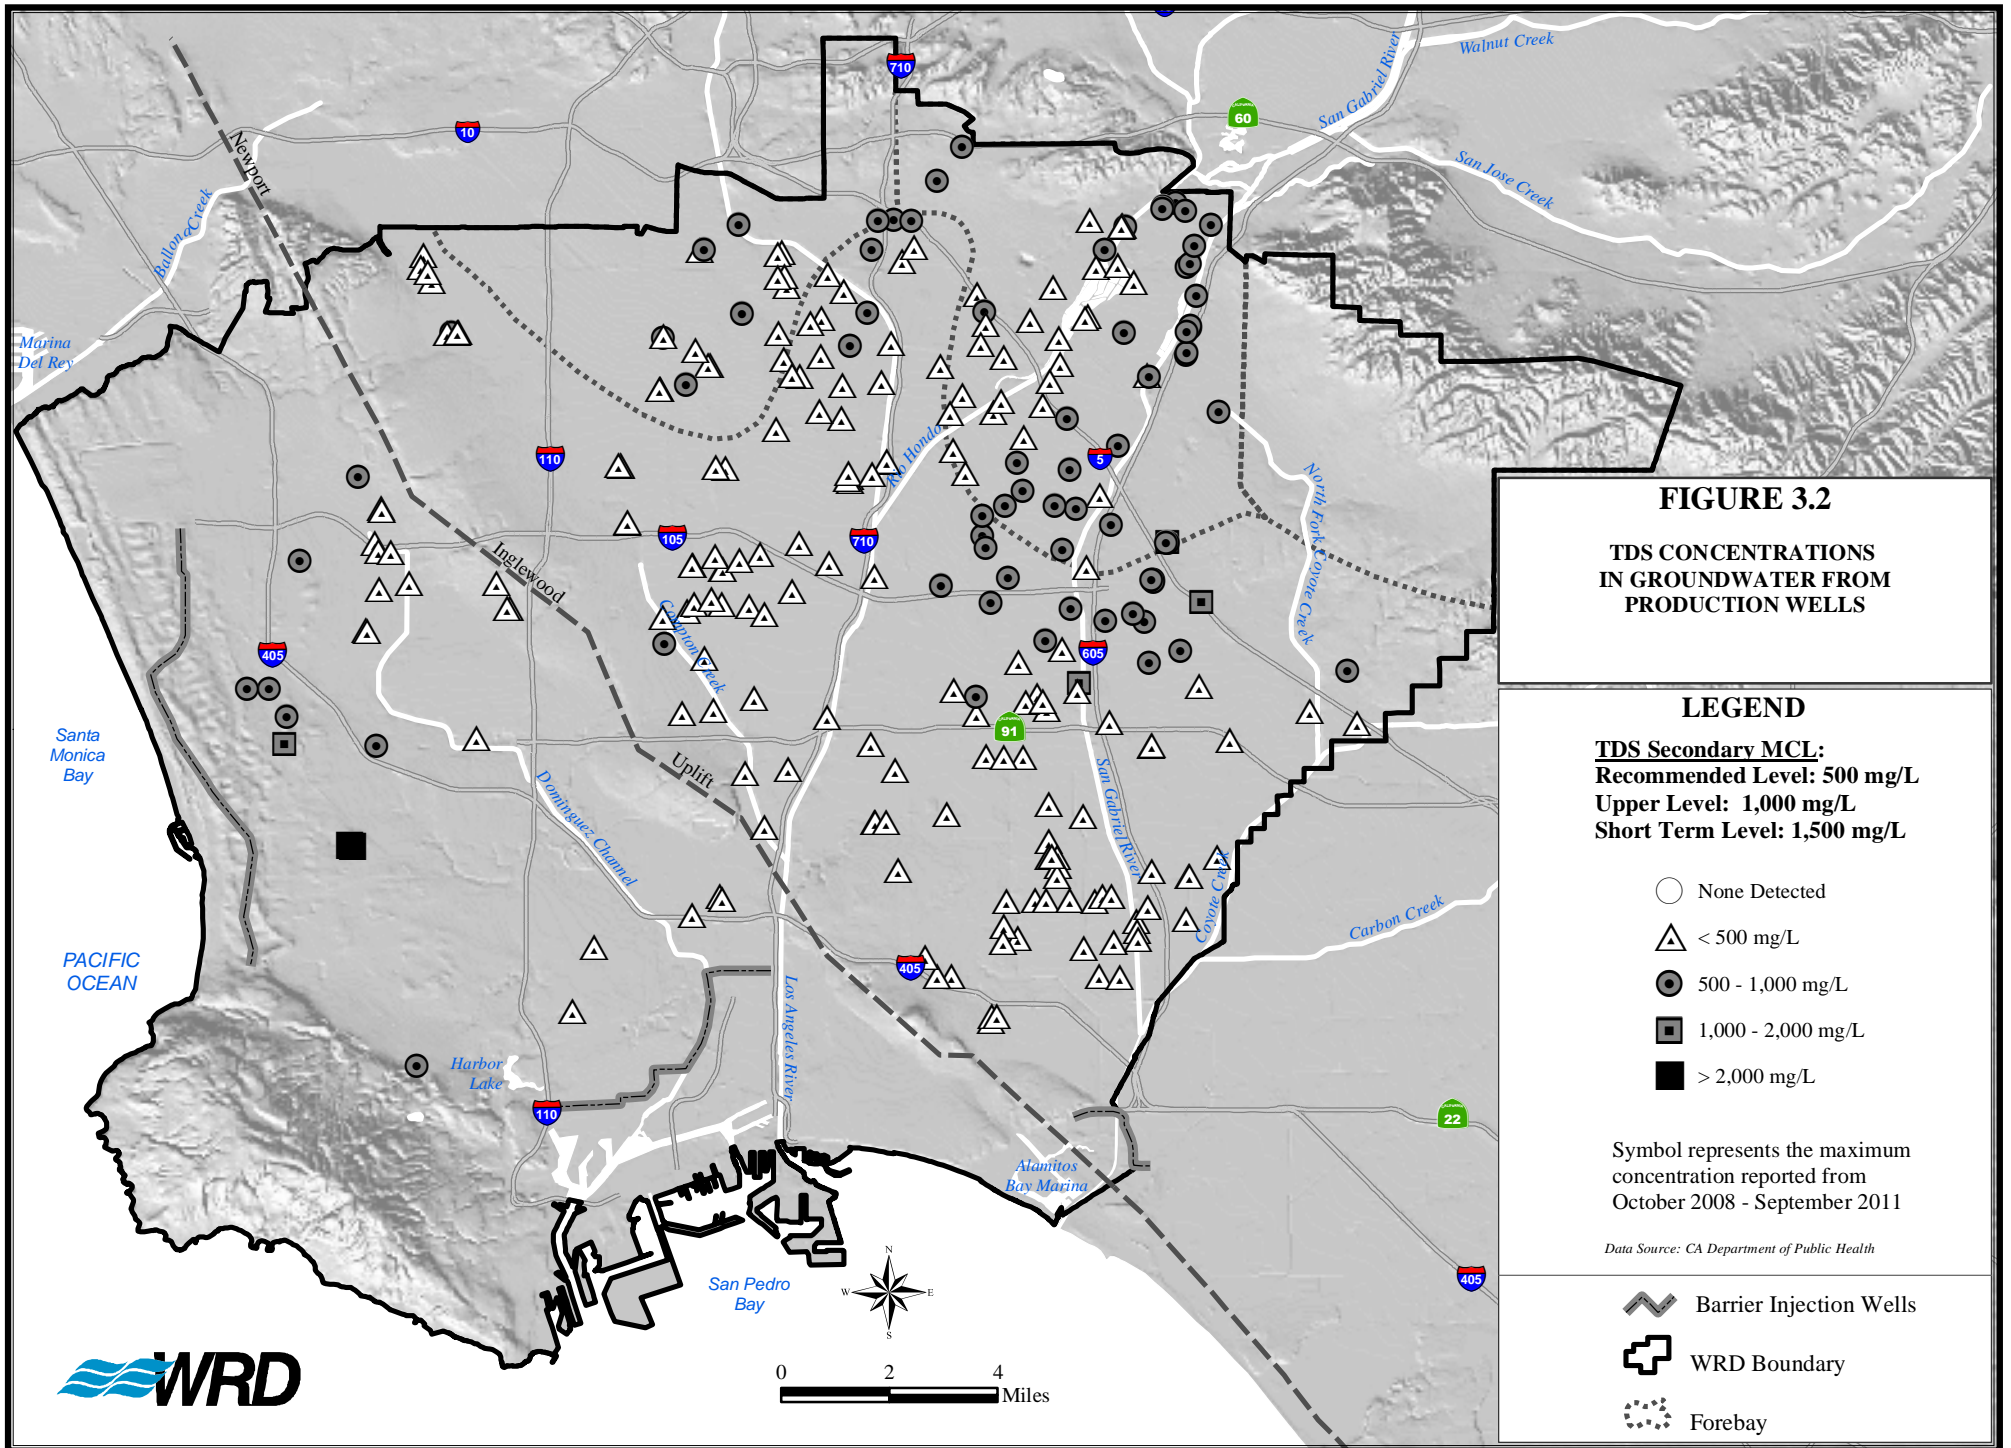 710
Walnut Creek
San Gabriel River
10
60
CALIFORNIA
Newport
San Jose Creek
Ballona Creek
Marina
Del Rey
110
Rio Hondo
5
North Fork Coyote Creek
105
710
Inglewood
Compton Creek
405
605
91
CALIFORNIA
Santa
Monica
Bay
Uplift
Dominguez Channel
San Gabriel River
Coyote Creek
Carbon Creek
PACIFIC
OCEAN
405
Los Angeles River
Harbor
Lake
110
22
CALIFORNIA
Alamitos
Bay Marina
405
San Pedro
Bay
N
W
E
S
0
2
4
Miles
WRD
FIGURE 3.2
TDS CONCENTRATIONS
IN GROUNDWATER FROM
PRODUCTION WELLS
LEGEND
TDS Secondary MCL:
Recommended Level: 500 mg/L
Upper Level: 1,000 mg/L
Short Term Level: 1,500 mg/L
None Detected
< 500 mg/L
500 - 1,000 mg/L
1,000 - 2,000 mg/L
> 2,000 mg/L
Symbol represents the maximum
concentration reported from
October 2008 - September 2011
Data Source: CA Department of Public Health
Barrier Injection Wells
WRD Boundary
Forebay